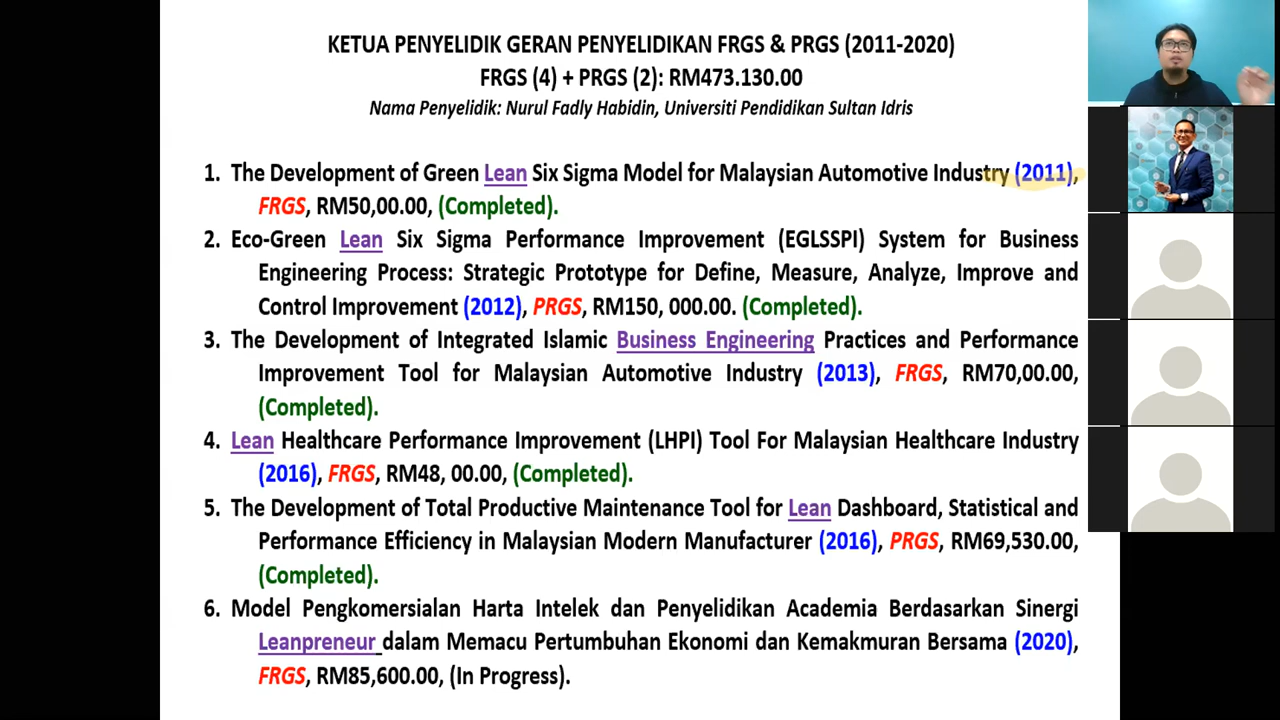 KETUA PENYELIDIK GERAN PENYELIDIKAN FRGS & PRGS (2011-2020)
FRGS (4) + PRGS (2): RM473.130.00
Nama Penyelidik: Nurul Fadly Habidin, Universiti Pendidikan Sultan Idris
1. The Development of Green Lean Six Sigma Model for Malaysian Automotive Industry (2011),
FRGS, RM50,00.00, (Completed).
2. Eco-Green Lean Six Sigma Performance Improvement (EGLSSPI) System for Business
Engineering Process: Strategic Prototype for Define, Measure, Analyze, Improve and
Control Improvement (2012), PRGS, RM150, 000.00. (Completed).
3. The Development of Integrated Islamic Business Engineering Practices and Performance
Improvement Tool for Malaysian Automotive Industry (2013), FRGS, RM70,00.00,
(Completed).
4. Lean Healthcare Performance Improvement (LHPI) Tool For Malaysian Healthcare Industry
(2016), FRGS, RM48, 00.00, (Completed).
5. The Development of Total Productive Maintenance Tool for Lean Dashboard, Statistical and
Performance Efficiency in Malaysian Modern Manufacturer (2016), PRGS, RM69,530.00,
(Completed).
6. Model Pengkomersialan Harta Intelek dan Penyelidikan Academia Berdasarkan Sinergi
Leanpreneur dalam Memacu Pertumbuhan Ekonomi dan Kemakmuran Bersama (2020),
FRGS, RM85,600.00, (In Progress).